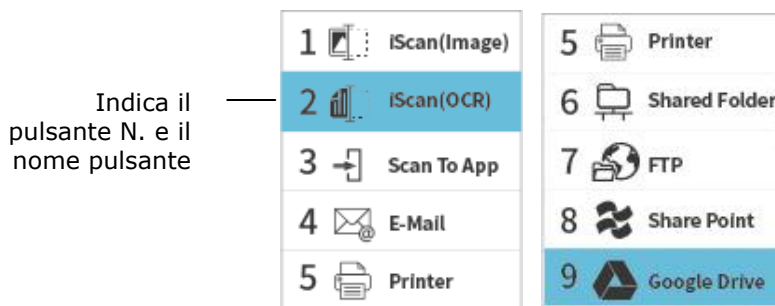 Indica il
pulsante N. e il
nome pulsante
1 iScan(Image)
2 iScan(OCR)
3 Scan To App
4 E-Mail
5 Printer
5 Printer
6 Shared Folder
7 FTP
8 Share Point
9 Google Drive